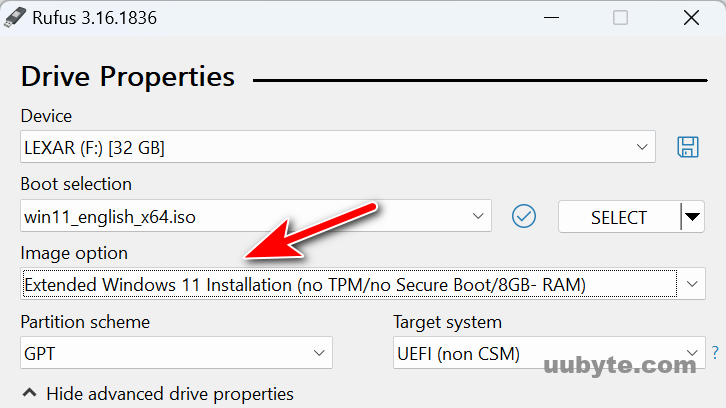 Rufus 3.16.1836
Drive Properties
Device
LEXAR (F:) [32 GB]
Boot selection
win11_english_x64.iso
SELECT
Image option
Extended Windows 11 Installation (no TPM/no Secure Boot/8GB- RAM)
Partition scheme
Target system
GPT
UEFI (non CSM)
?
uubyte.com
Hide advanced drive properties